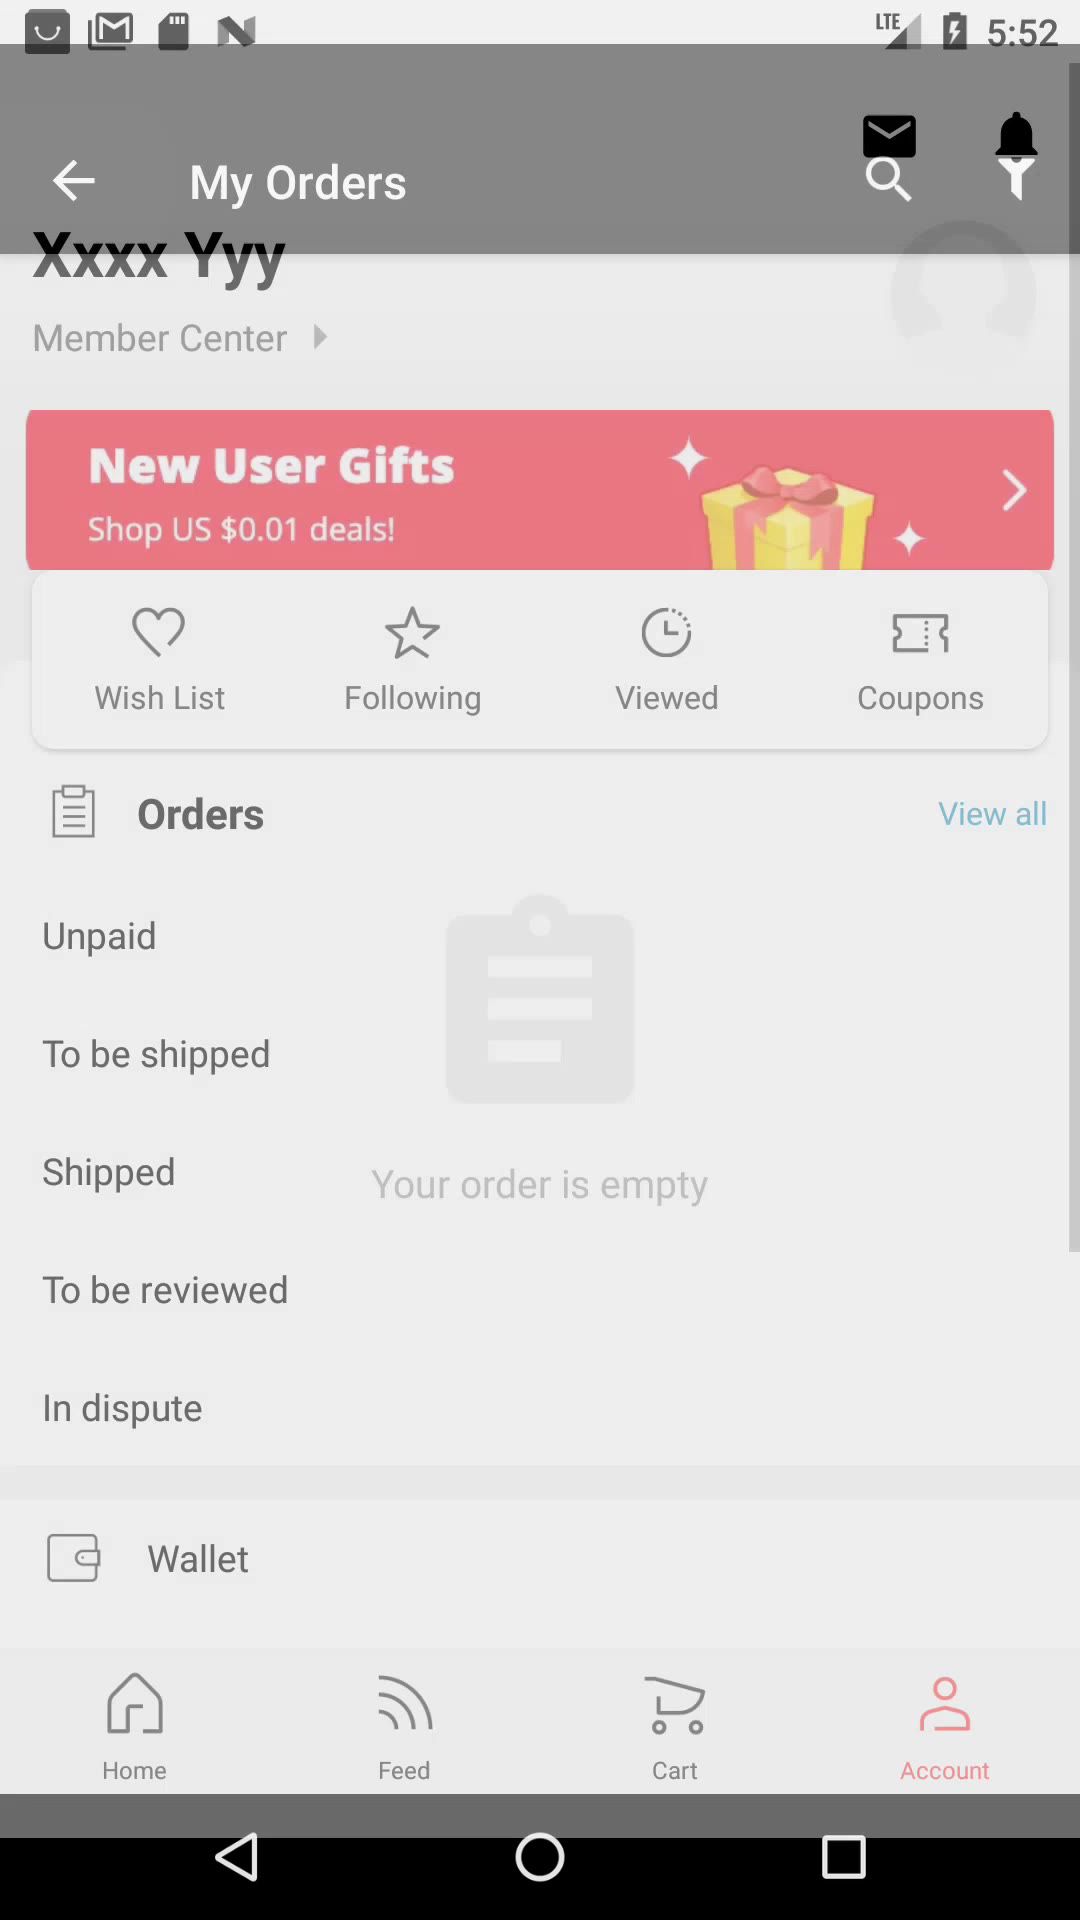 LTE 5:52
My Orders
Xxxx Yyy
Member Center
New User Gifts
Shop US $0.01 deals!
Wish List Following Viewed Coupons
Orders View all
Unpaid
To be shipped
Shipped
Your order is empty
To be reviewed
In dispute
Wallet
Home Feed Cart Account